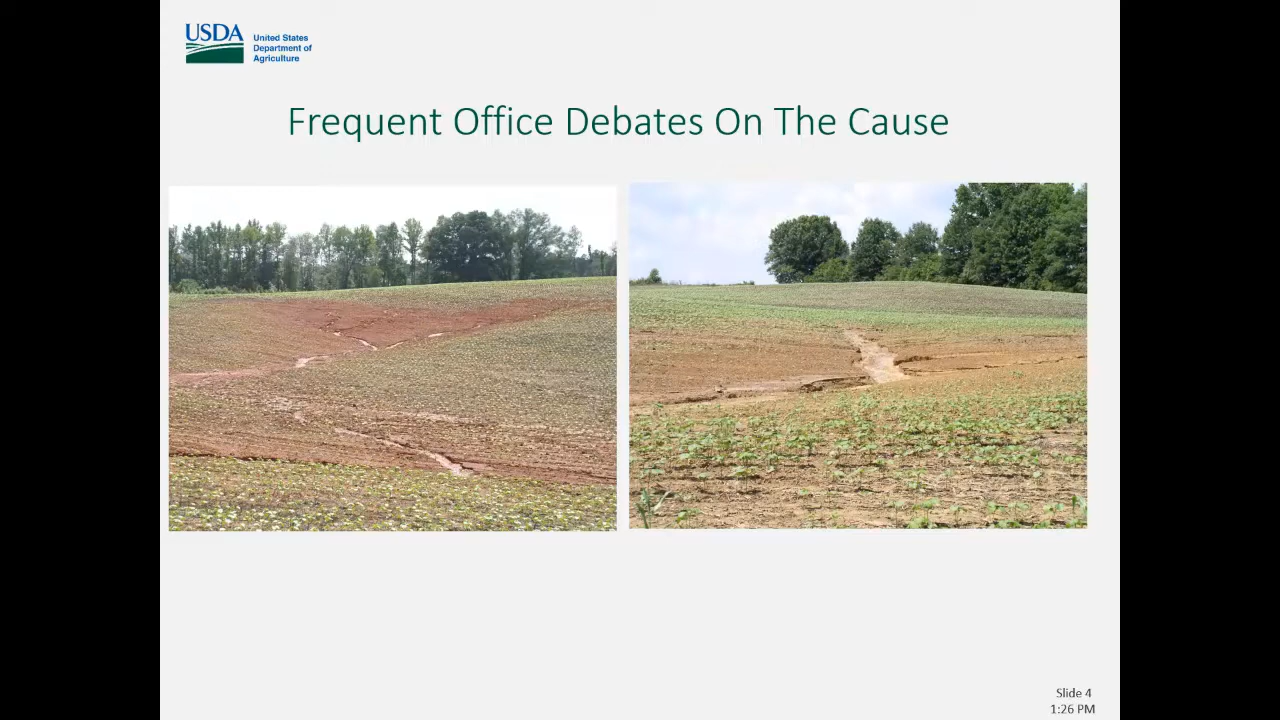 USDA
United States
Department of
Agriculture
Frequent Office Debates On The Cause
Slide 4
1:26 PM